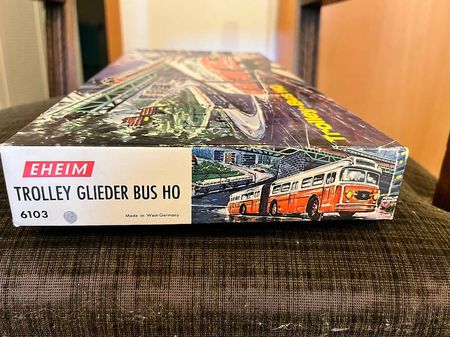 EHEIM
TROLLEY GLIEDER BUS HO
6103
Made in West-Germany